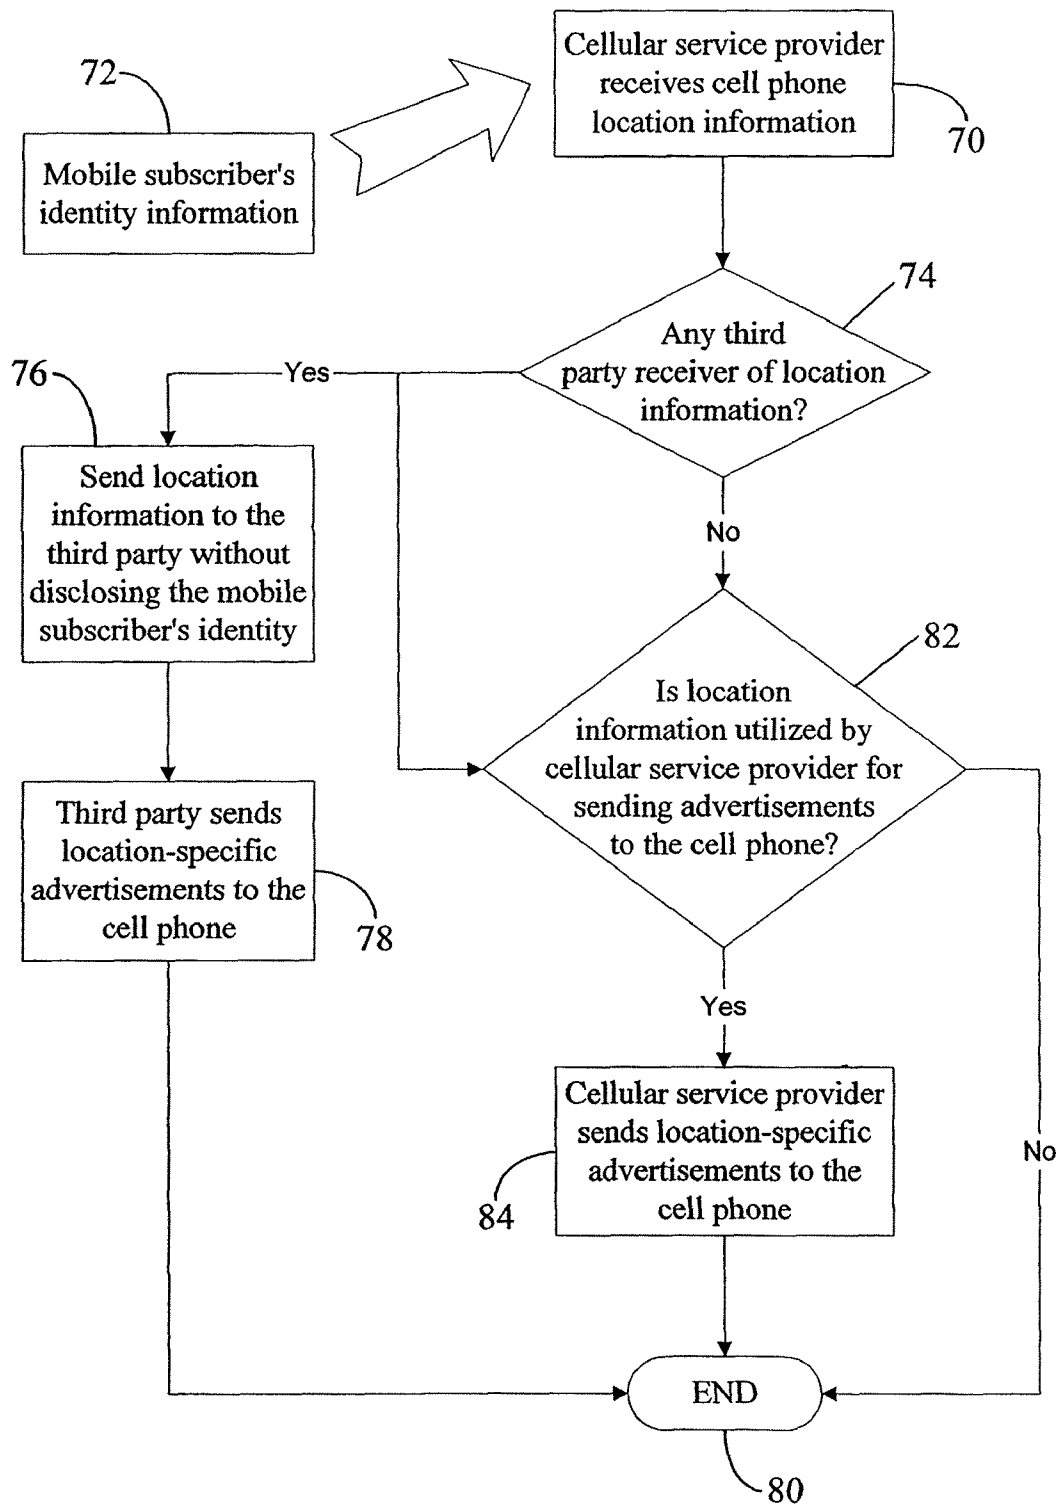 Cellular service provider
receives cell phone
location information
70
72
Mobile subscriber's
identity information
74
Any third
party receiver of location
information?
Yes
76
Send location
information to the
third party without
disclosing the mobile
subscriber's identity
No
82
Is location
information utilized by
cellular service provider for
sending advertisements
to the cell phone?
Third party sends
location-specific
advertisements to the
cell phone
78
Yes
Cellular service provider
sends location-specific
advertisements to the
cell phone
84
No
END
80